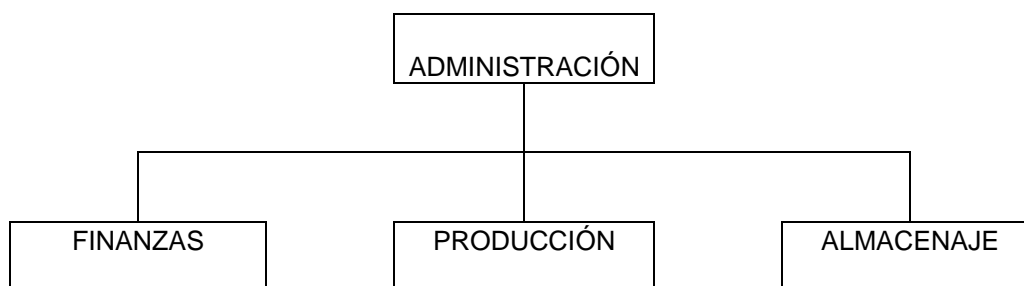 ADMINISTRACIÓN
FINANZAS
PRODUCCIÓN
ALMACENAJE